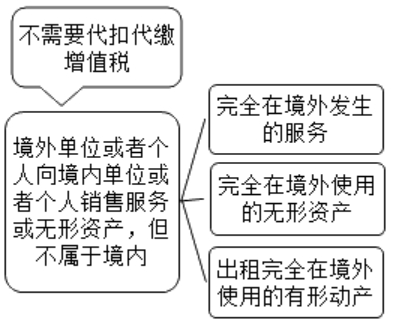 不需要代扣代缴
增值税
境外单位或者个
人向境内单位或
者个人销售服务
或无形资产，但
不属于境内
完全在境外发生
的服务
完全在境外使用
的无形资产
出租完全在境外
使用的有形动产